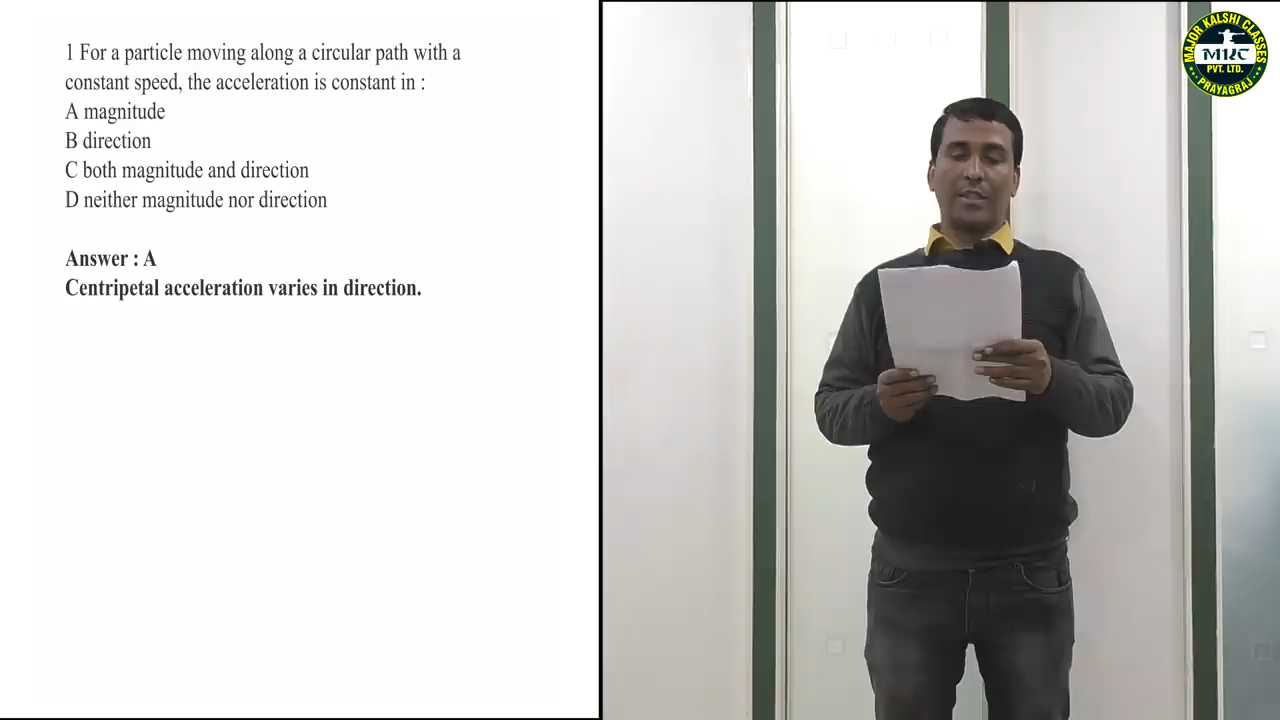 1 For a particle moving along a circular path with a
constant speed, the acceleration is constant in :
A magnitude
B direction
C both magnitude and direction
D neither magnitude nor direction
Answer : A
Centripetal acceleration varies in direction.
MAJOR KALSHI CLASSES
MKC
PVT. LTD.
PRAYAGRAJ